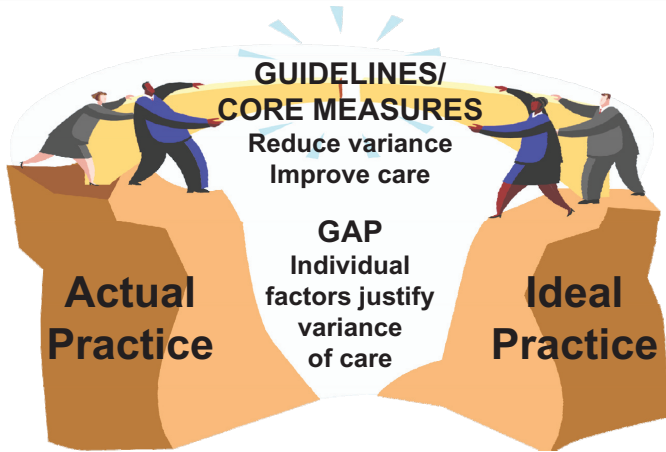 GUIDELINES/
CORE MEASURES
Reduce variance
Improve care
GAP
Individual
factors justify
variance
of care
Actual
Practice
Ideal
Practice